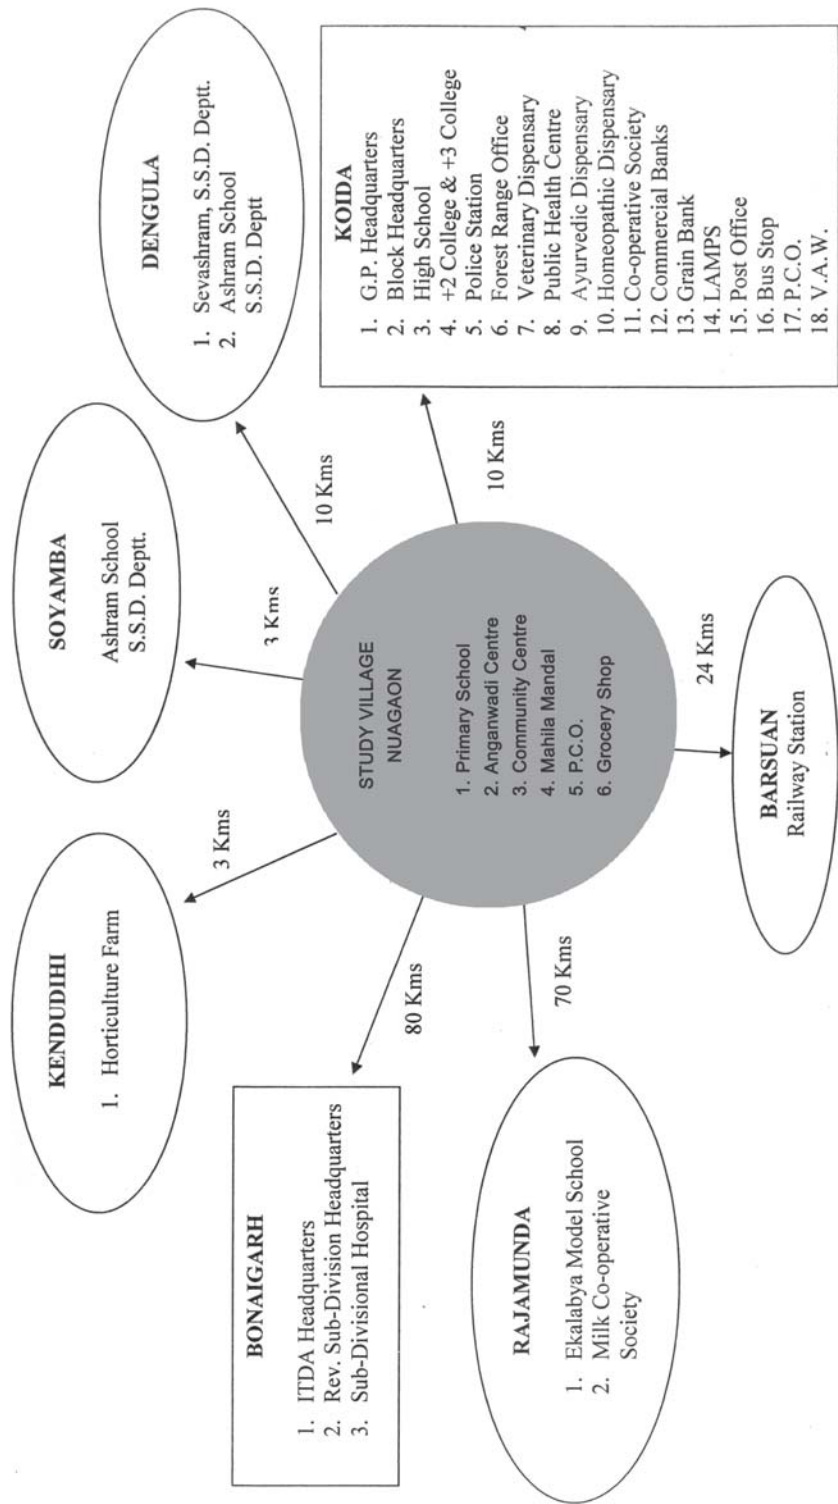 KENDUDIHI
1. Horticulture Farm
SOYAMBA
Ashram School
S.S.D. Deptt.
DENGULA
1. Sevashram, S.S.D. Deptt.
2. Ashram School
S.S.D. Deptt
3 Kms
3 Kms
10 Kms
BONAIGARH
1. ITDA Headquarters
2. Rev. Sub-Division Headquarters
3. Sub-Divisional Hospital
80 Kms
STUDY VILLAGE
NUAGAON
1. Primary School
2. Anganwadi Centre
3. Community Centre
4. Mahila Mandal
5. P.C.O.
6. Grocery Shop
10 Kms
KOIDA
1. G.P. Headquarters
2. Block Headquarters
3. High School
4. +2 College & +3 College
5. Police Station
6. Forest Range Office
7. Veterinary Dispensary
8. Public Health Centre
9. Ayurvedic Dispensary
10. Homeopathic Dispensary
11. Co-operative Society
12. Commercial Banks
13. Grain Bank
14. LAMPS
15. Post Office
16. Bus Stop
17. P.C.O.
18. V.A.W.
70 Kms
24 Kms
RAJAMUNDA
1. Ekalabya Model School
2. Milk Co-operative
Society
BARSUAN
Railway Station